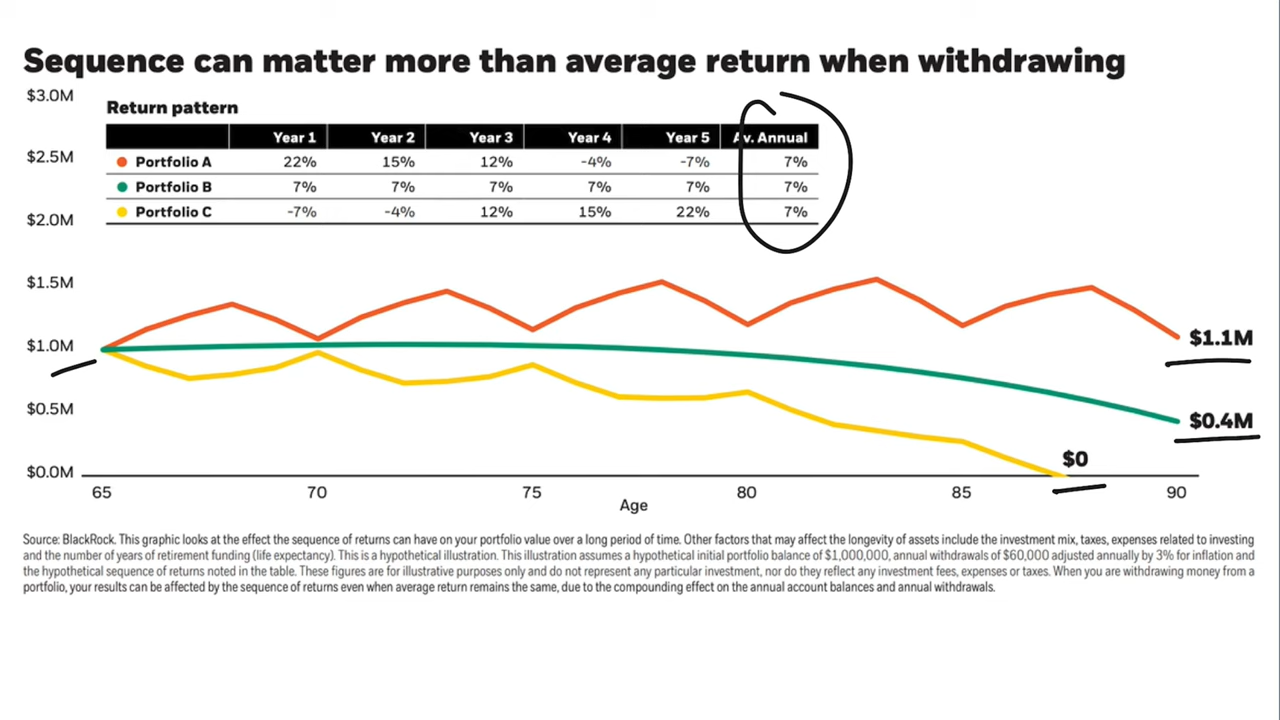 Sequence can matter more than average return when withdrawing
$3.0M
Return pattern
Year 1 Year 2 Year 3 Year 4 Year 5 Av. Annual
$2.5M
Portfolio A 22% 15% 12% -4% -7% 7%
Portfolio B 7% 7% 7% 7% 7% 7%
Portfolio C -7% -4% 12% 15% 22% 7%
$2.0M
$1.5M
$1.0M
$1.1M
$0.5M
$0.4M
$0
$0.0M
65 70 75 80 85 90
Age
Source: BlackRock. This graphic looks at the effect the sequence of returns can have on your portfolio value over a long period of time. Other factors that may affect the longevity of assets include the investment mix, taxes, expenses related to investing
and the number of years of retirement funding (life expectancy). This is a hypothetical illustration. This illustration assumes a hypothetical initial portfolio balance of $1,000,000, annual withdrawals of $60,000 adjusted annually by 3% for inflation and
the hypothetical sequence of returns noted in the table. These figures are for illustrative purposes only and do not represent any particular investment, nor do they reflect any investment fees, expenses or taxes. When you are withdrawing money from a
portfolio, your results can be affected by the sequence of returns even when average return remains the same, due to the compounding effect on the annual account balances and annual withdrawals.